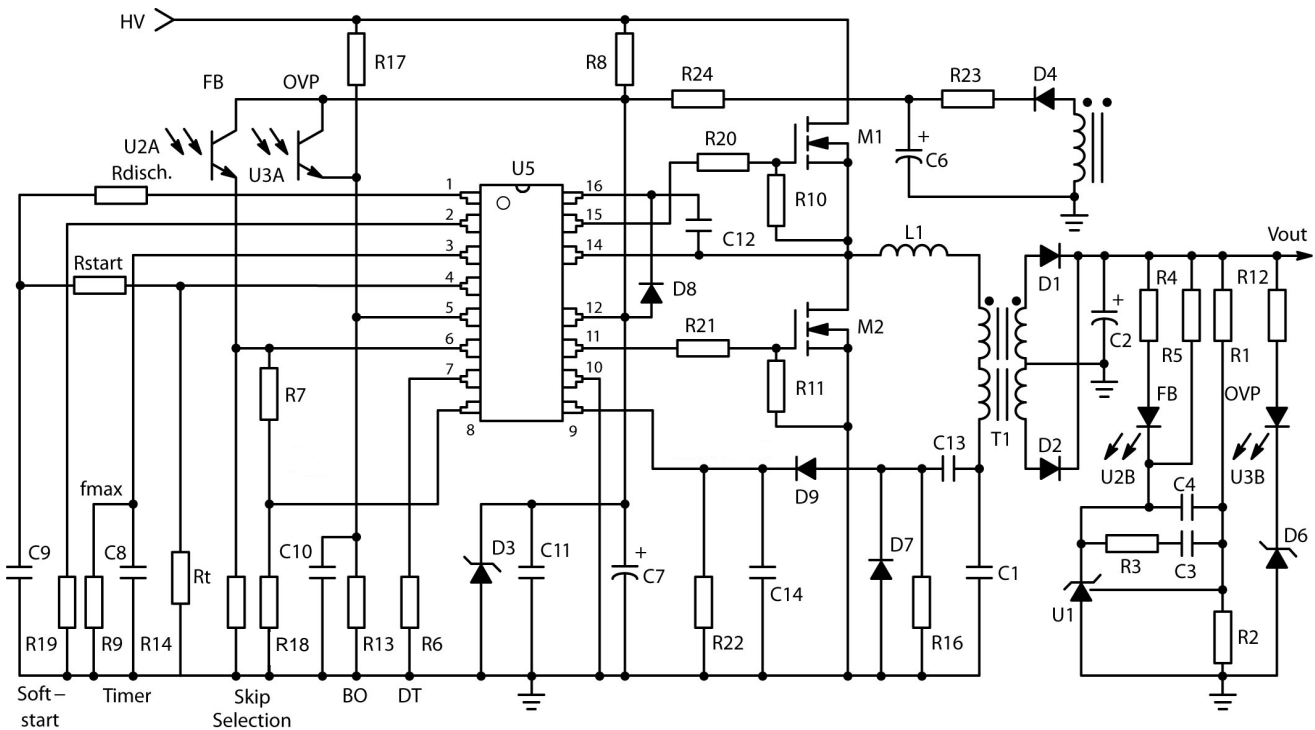 HV
R17
R8
FB
OVP
R24
R23
D4
U2A
U3A
R20
M1
C6
Rdisch.
U5
1
16
R10
2
15
C12
3
14
L1
Vout
Rstart
4
D8
D1
R4
R12
5
12
M2
C2
6
11
R21
R5
R1
7
10
R7
R11
FB
OVP
8
9
T1
C13
D2
U2B
U3B
D9
fmax
C4
C9
C8
Rt
C10
D3
C11
C7
C14
D7
C1
R3
C3
D6
U1
R19
R9
R14
R18
R13
R6
R22
R16
R2
Soft–
start
Timer
Skip
Selection
BO
DT